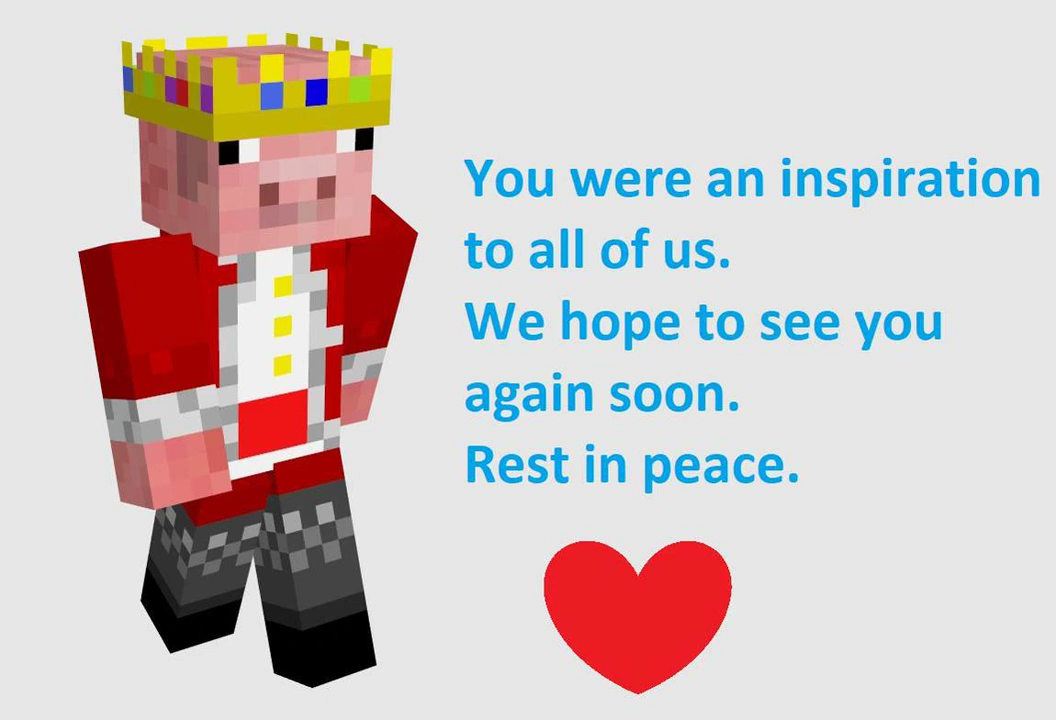 You were an inspiration
to all of us.
We hope to see you
again soon.
Rest in peace.